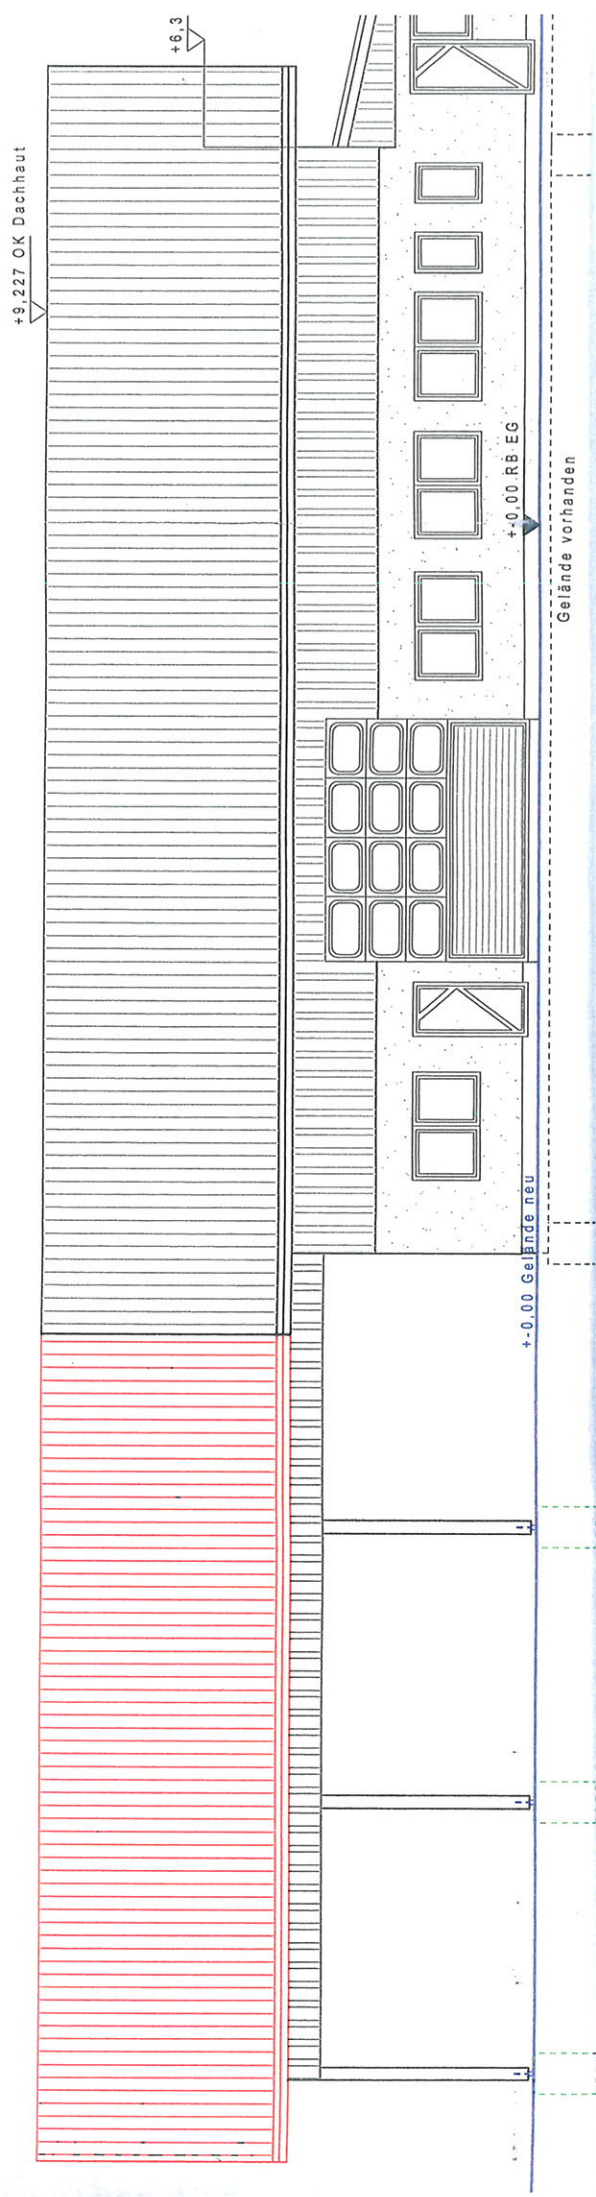 +9,227 OK Dachhaut
+6,3
+-0,00 RB EG
Gelände vorhanden
+-0,00 Gelände neu